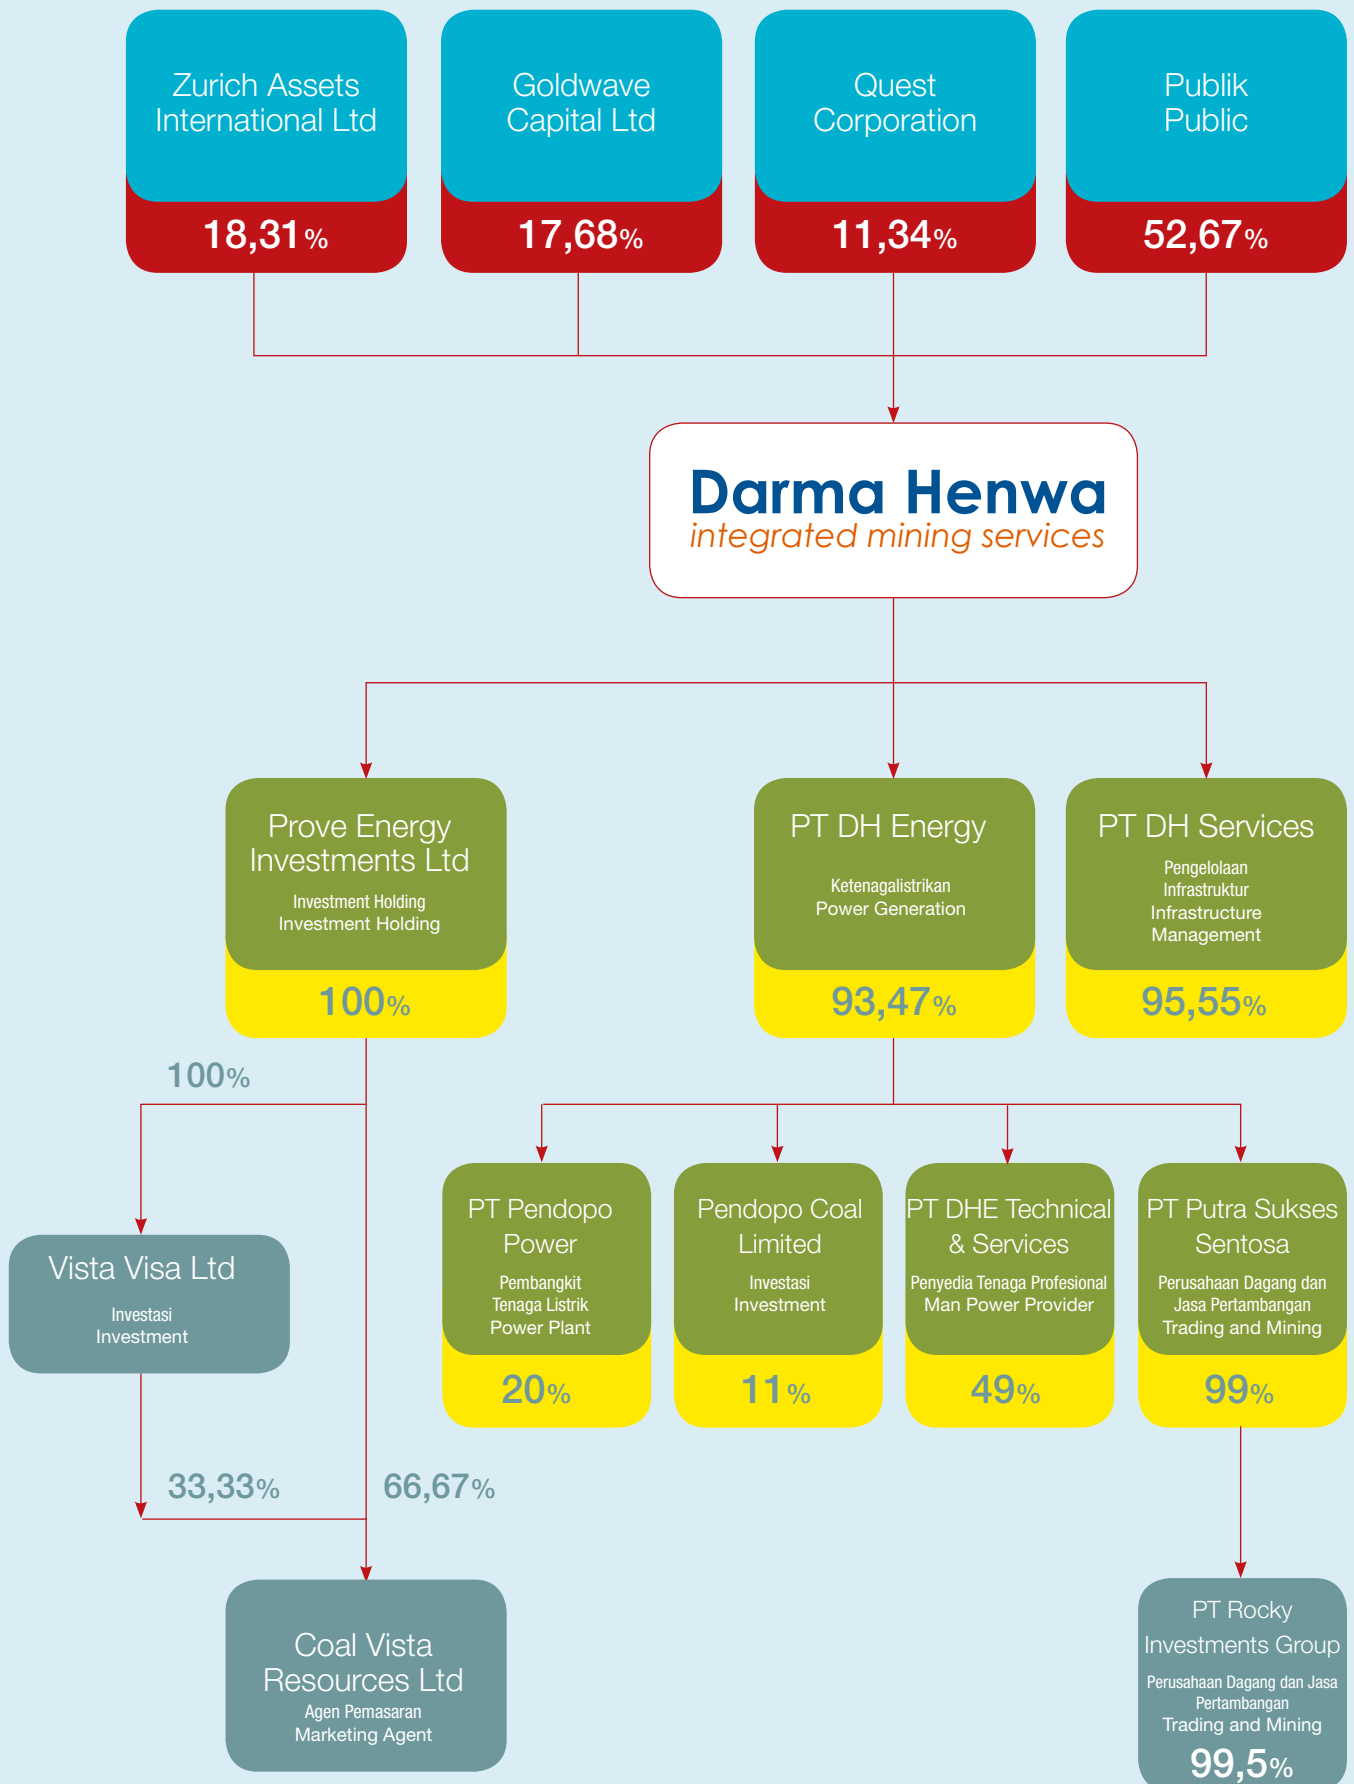 Zurich Assets
International Ltd
18,31%
Goldwave
Capital Ltd
17,68%
Quest
Corporation
11,34%
Publik
Public
52,67%
Darma Henwa
integrated mining services
Prove Energy
Investments Ltd
Investment Holding
Investment Holding
100%
PT DH Energy
Ketenagalistrikan
Power Generation
93,47%
PT DH Services
Pengelolaan
Infrastruktur
Infrastructure
Management
95,55%
100%
Vista Visa Ltd
Investasi
Investment
PT Pendopo
Power
Pembangkit
Tenaga Listrik
Power Plant
20%
Pendopo Coal
Limited
Investasi
Investment
11%
PT DHE Technical
& Services
Penyedia Tenaga Profesional
Man Power Provider
49%
PT Putra Sukses
Sentosa
Perusahaan Dagang dan
Jasa Pertambangan
Trading and Mining
99%
33,33%
66,67%
Coal Vista
Resources Ltd
Agen Pemasaran
Marketing Agent
PT Rocky
Investments Group
Perusahaan Dagang dan Jasa
Pertambangan
Trading and Mining
99,5%